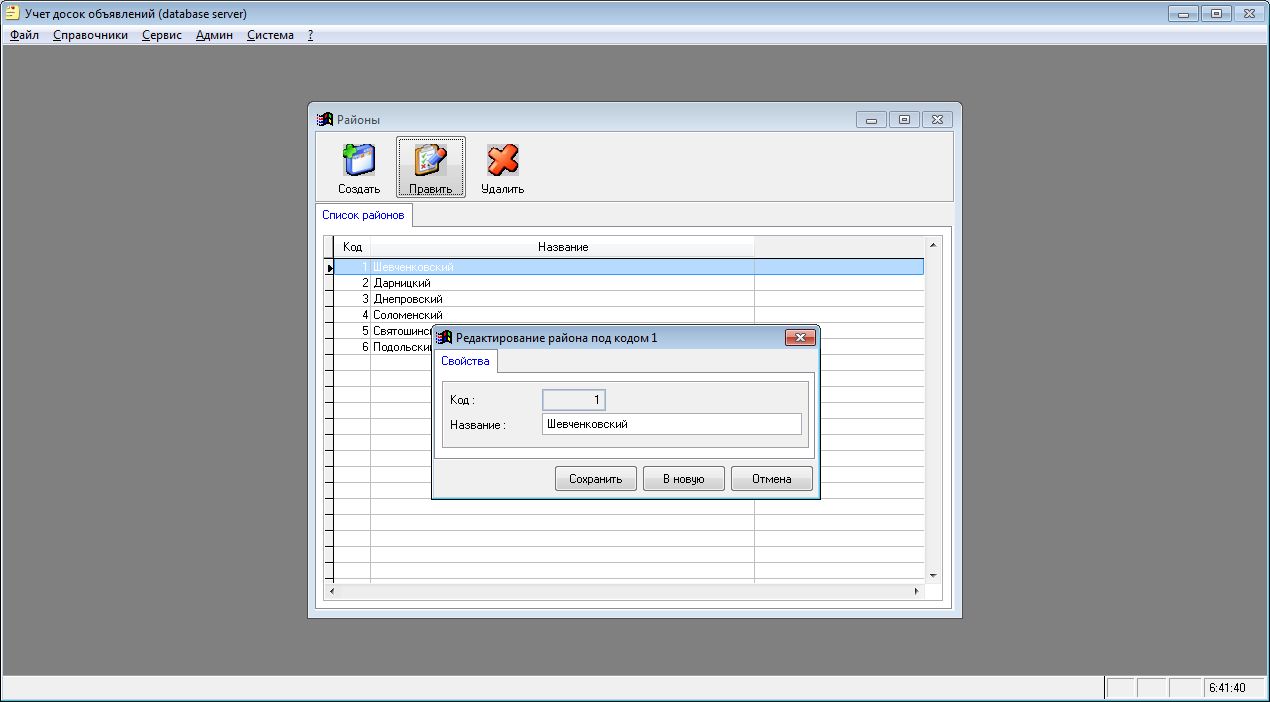 Учет досок объявлений (database server)
Файл Справочники Сервис Админ Система ?
Районы
Создать Править Удалить
Список районов
Код Название
1 Шевченковский
2 Дарницкий
3 Днепровский
4 Соломенский
5 Святошинс
6 Подольски
Редактирование района под кодом 1
Свойства
Код : 1
Название : Шевченковский
Сохранить В новую Отмена
6:41:40